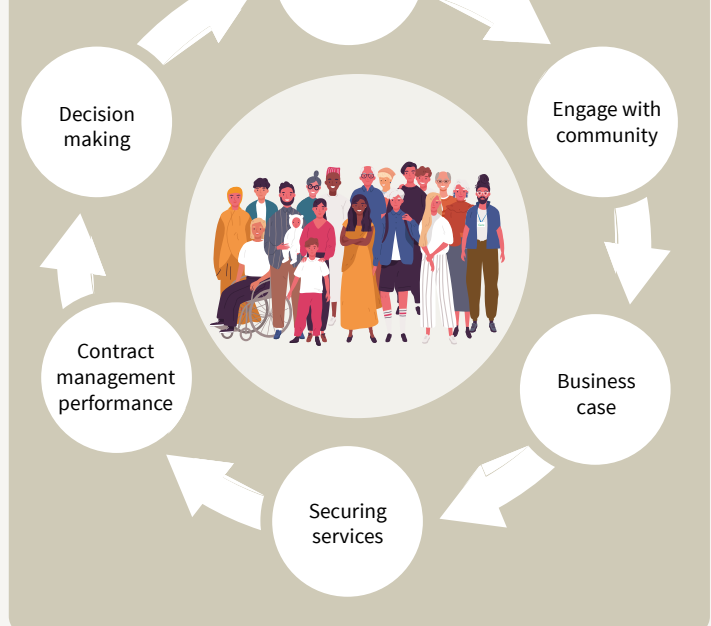 Decision
making
Engage with
community
Contract
management
performance
Business
case
Securing
services